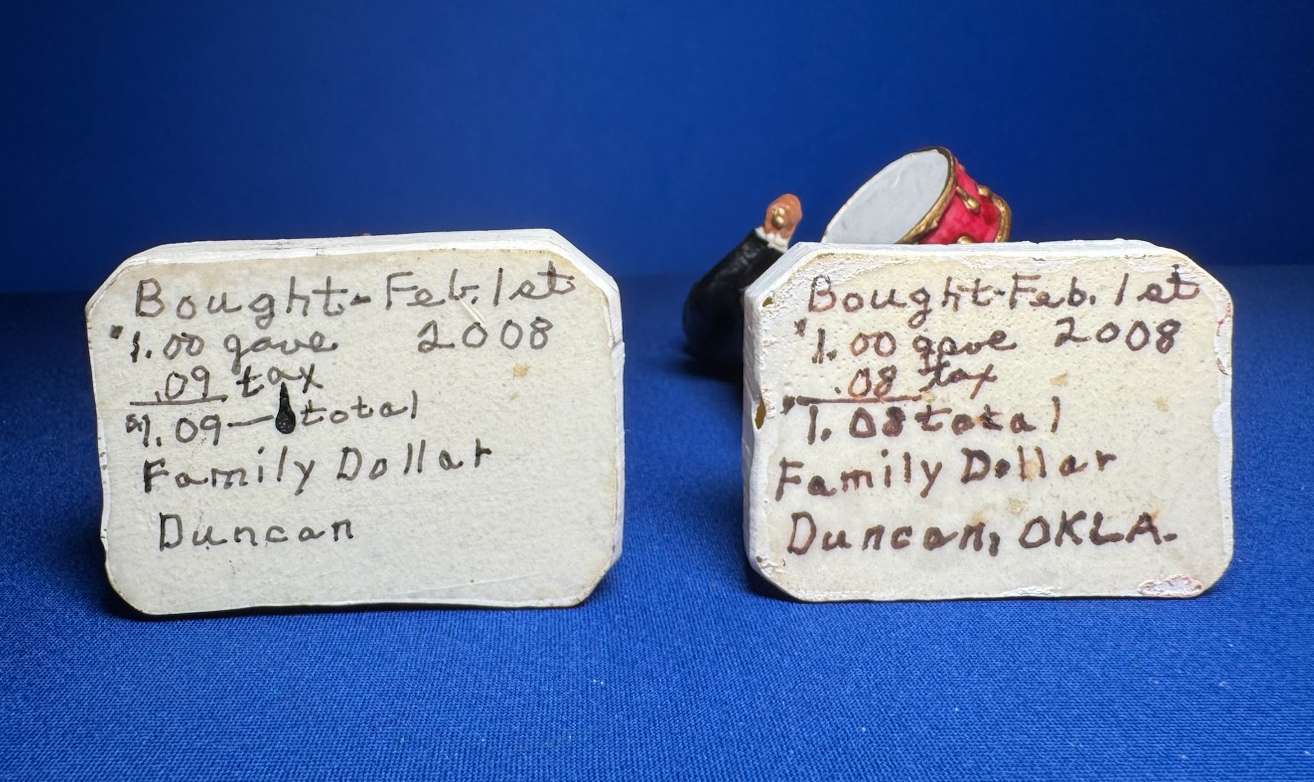 Bought-Feb. 1st
$1.00 gave 2008
.09 tax
$1.09—total
Family Dollar
Duncan
Bought-Feb. 1st
$1.00 gave 2008
.08 tax
$1.08 total
Family Dollar
Duncan, OKLA.